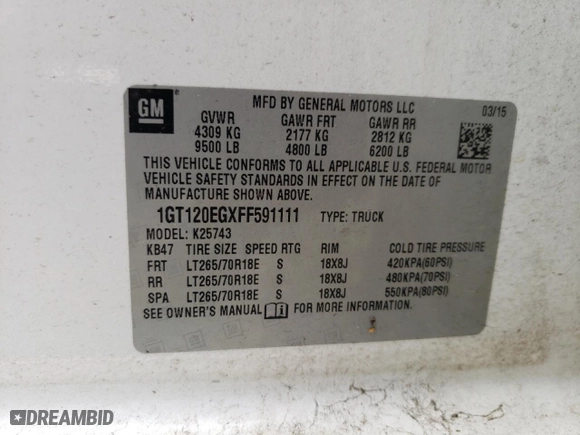 GM
MFD BY GENERAL MOTORS LLC
03/15
GVWR GAWR FRT GAWR RR
4309 KG 2177 KG 2812 KG
9500 LB 4800 LB 6200 LB
THIS VEHICLE CONFORMS TO ALL APPLICABLE U.S. FEDERAL MOTOR
VEHICLE SAFETY STANDARDS IN EFFECT ON THE DATE OF
MANUFACTURE SHOWN ABOVE.
1GT120EGXFF591111 TYPE: TRUCK
MODEL: K25743
KB47 TIRE SIZE SPEED RTG RIM COLD TIRE PRESSURE
FRT LT265/70R18E S 18X8J 420KPA(60PSI)
RR LT265/70R18E S 18X8J 480KPA(70PSI)
SPA LT265/70R18E S 18X8J 550KPA(80PSI)
SEE OWNER'S MANUAL FOR MORE INFORMATION.
DREAMBID